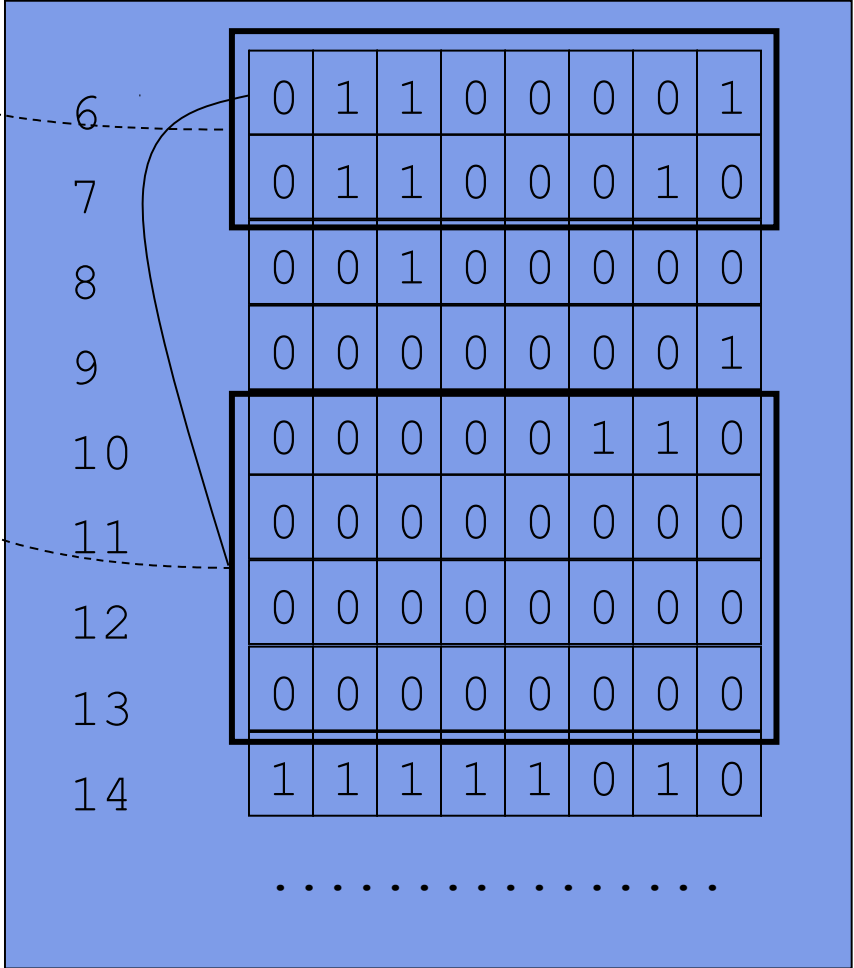 6 0 1 1 0 0 0 0 1
7 0 1 1 0 0 0 1 0
8 0 0 1 0 0 0 0 0
9 0 0 0 0 0 0 0 1
10 0 0 0 0 0 1 1 0
11 0 0 0 0 0 0 0 0
12 0 0 0 0 0 0 0 0
13 0 0 0 0 0 0 0 0
14 1 1 1 1 1 0 1 0
. . . . . . . . . . . . . . . .